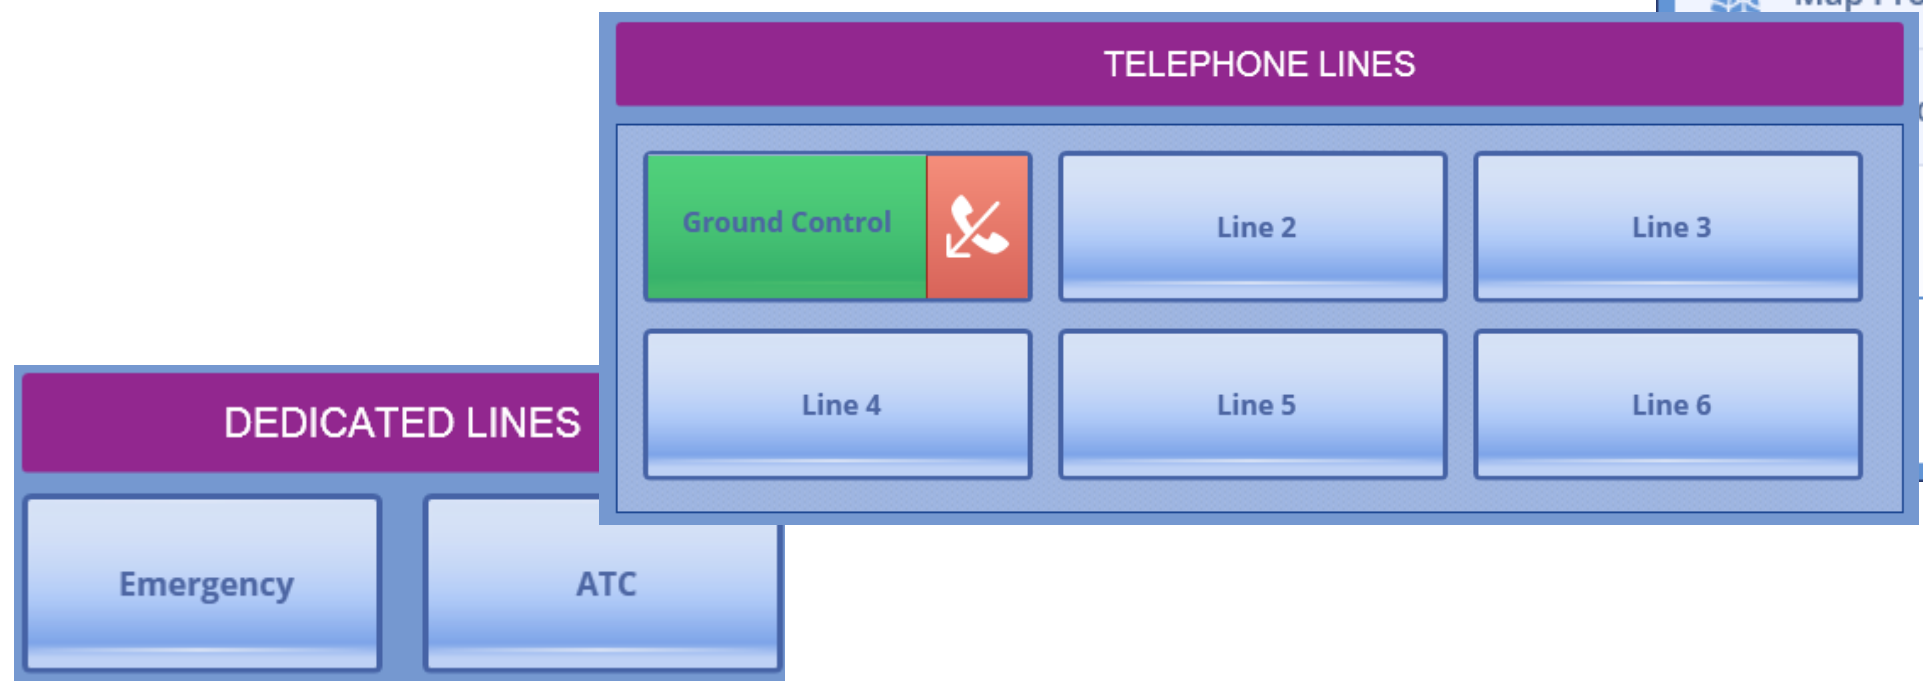 TELEPHONE LINES
Ground Control
Line 2
Line 3
Line 4
Line 5
Line 6
DEDICATED LINES
Emergency
ATC